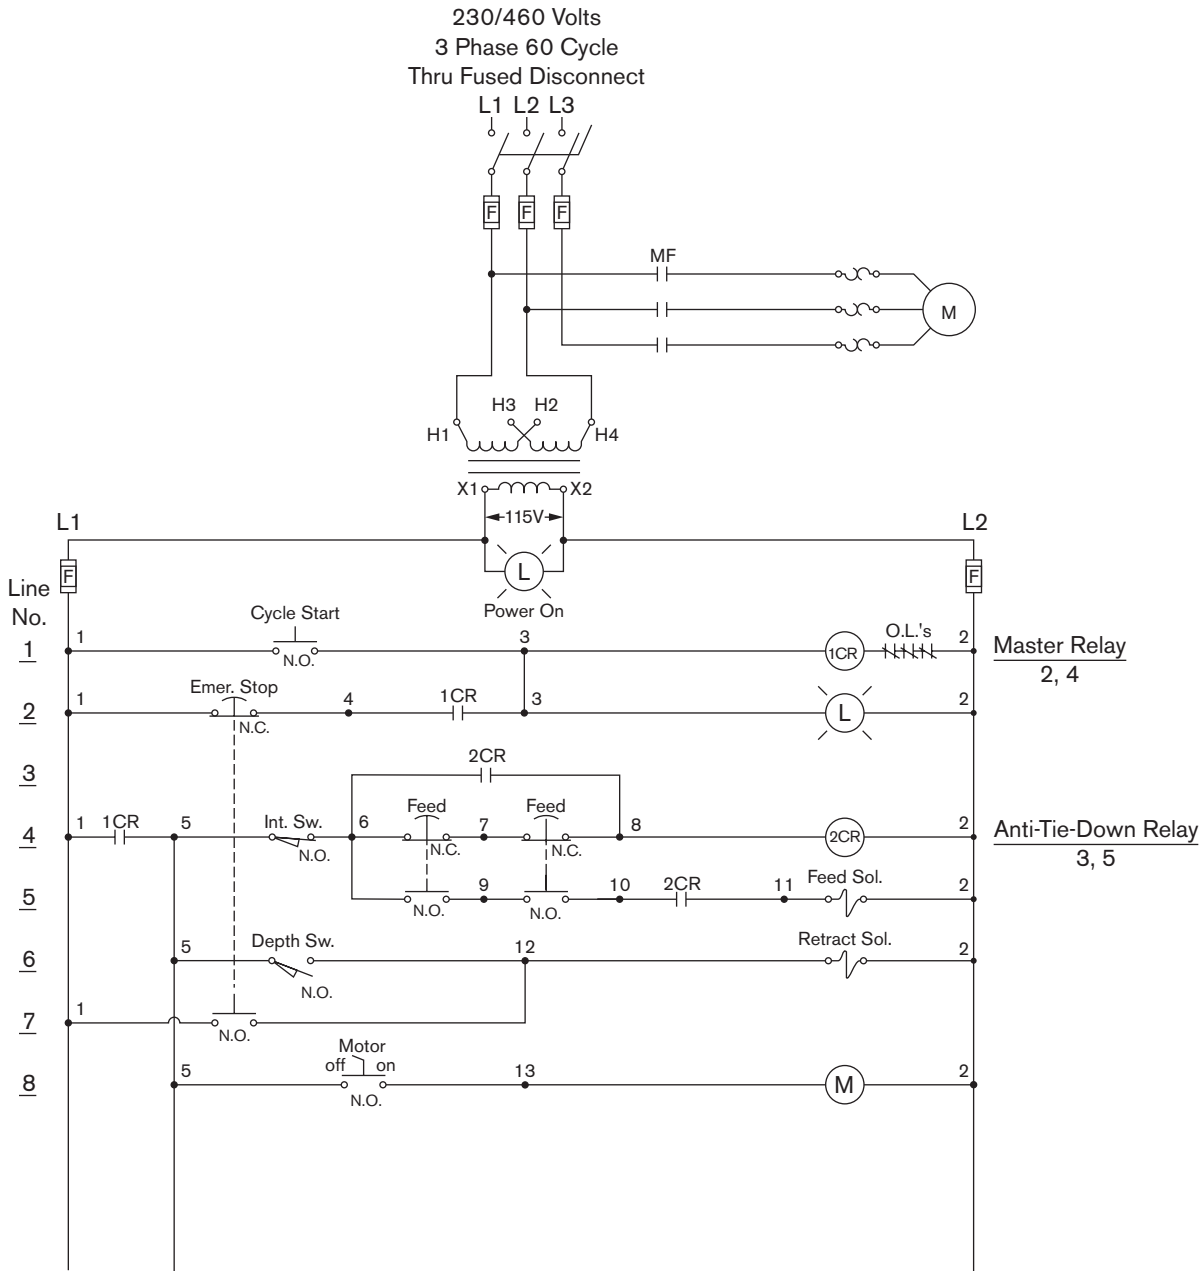 230/460 Volts
3 Phase 60 Cycle
Thru Fused Disconnect
L1 L2 L3
F F F
MF
M
H3 H2
H1 H4
X1 X2
115V
L1 L2
F L F
Line
No.
Power On
Cycle Start
O.L.'s
1 1 N.O. 3 1CR 2 Master Relay
2, 4
Emer. Stop
2 1 N.C. 4 1CR 3 L 2
3 2CR
Feed Feed
4 1 1CR 5 Int. Sw. N.O. 6 N.C. 7 N.C. 8 2CR 2 Anti-Tie-Down Relay
3, 5
5 N.O. 9 N.O. 10 2CR 11 Feed Sol. 2
6 5 Depth Sw. N.O. 12 Retract Sol. 2
7 1 N.O.
Motor
off on
8 5 N.O. 13 M 2